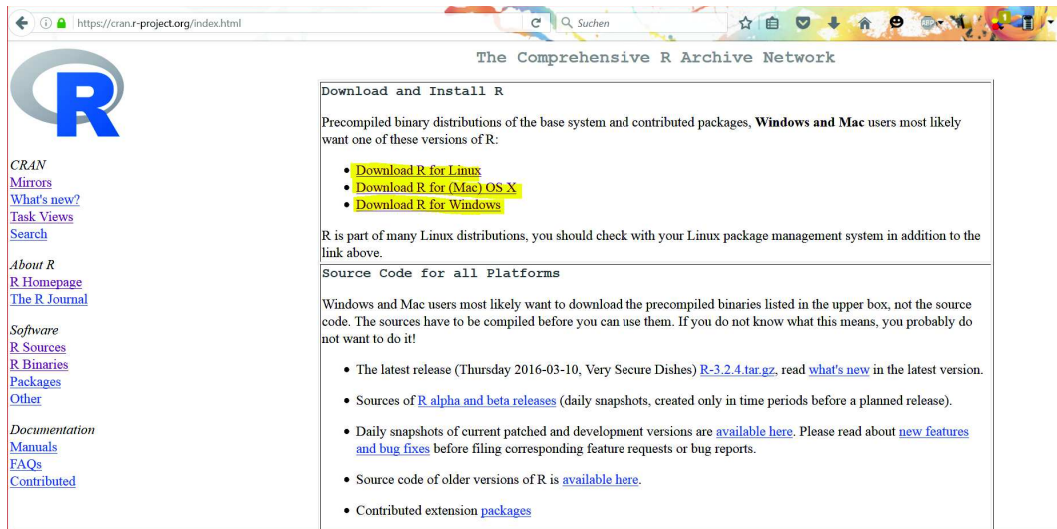 https://cran.r-project.org/index.html
Suchen
ABP
1
R
The Comprehensive R Archive Network
CRAN
Mirrors
What's new?
Task Views
Search
About R
R Homepage
The R Journal
Software
R Sources
R Binaries
Packages
Other
Documentation
Manuals
FAQs
Contributed
Download and Install R
Precompiled binary distributions of the base system and contributed packages, Windows and Mac users most likely
want one of these versions of R:
• Download R for Linux
• Download R for (Mac) OS X
• Download R for Windows
R is part of many Linux distributions, you should check with your Linux package management system in addition to the
link above.
Source Code for all Platforms
Windows and Mac users most likely want to download the precompiled binaries listed in the upper box, not the source
code. The sources have to be compiled before you can use them. If you do not know what this means, you probably do
not want to do it!
• The latest release (Thursday 2016-03-10, Very Secure Dishes) R-3.2.4.tar.gz, read what's new in the latest version.
• Sources of R alpha and beta releases (daily snapshots, created only in time periods before a planned release).
• Daily snapshots of current patched and development versions are available here. Please read about new features
and bug fixes before filing corresponding feature requests or bug reports.
• Source code of older versions of R is available here.
• Contributed extension packages